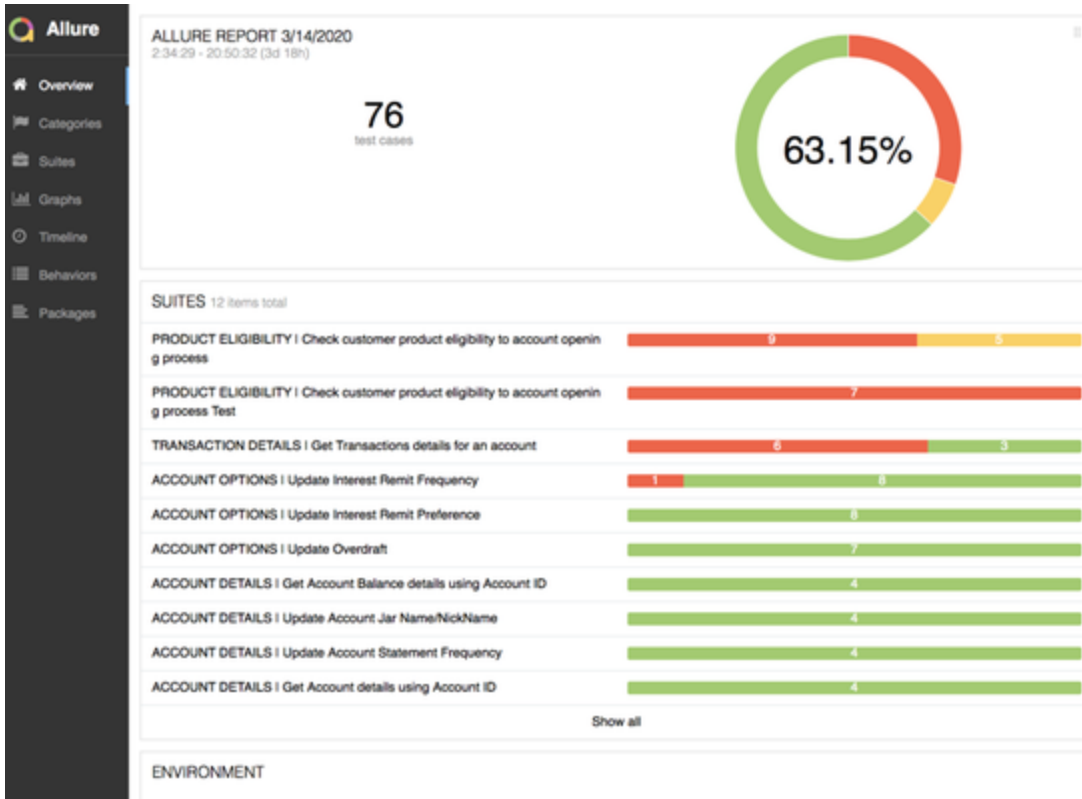 Allure
Overview
Categories
Suites
Graphs
Timeline
Behaviors
Packages
ALLURE REPORT 3/14/2020
2:34:29 - 20:50:32 (3d 18h)
76
test cases
63.15%
SUITES 12 items total
PRODUCT ELIGIBILITY | Check customer product eligibility to account openin
g process
9 5
PRODUCT ELIGIBILITY | Check customer product eligibility to account openin
g process Test
7
TRANSACTION DETAILS | Get Transactions details for an account
6 3
ACCOUNT OPTIONS | Update Interest Remit Frequency
1 8
ACCOUNT OPTIONS | Update Interest Remit Preference
8
ACCOUNT OPTIONS | Update Overdraft
7
ACCOUNT DETAILS | Get Account Balance details using Account ID
4
ACCOUNT DETAILS | Update Account Jar Name/NickName
4
ACCOUNT DETAILS | Update Account Statement Frequency
4
ACCOUNT DETAILS | Get Account details using Account ID
4
Show all
ENVIRONMENT